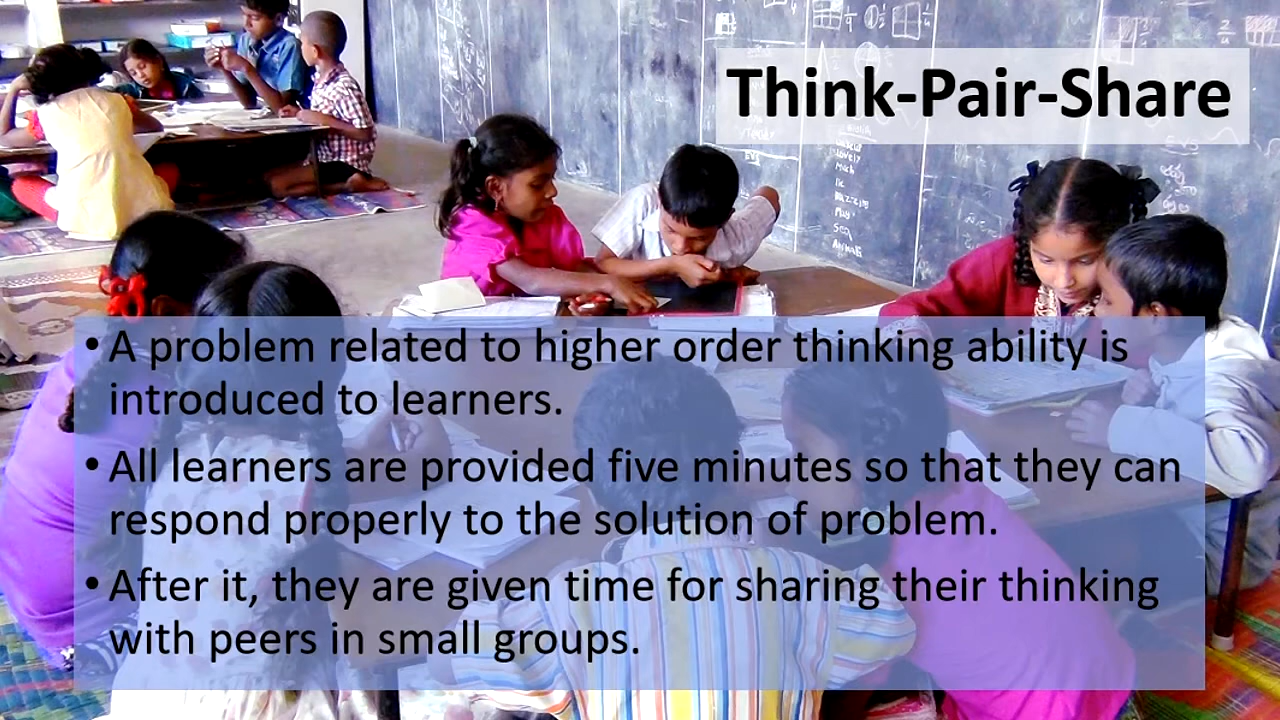 Think-Pair-Share
• A problem related to higher order thinking ability is
introduced to learners.
• All learners are provided five minutes so that they can
respond properly to the solution of problem.
• After it, they are given time for sharing their thinking
with peers in small groups.